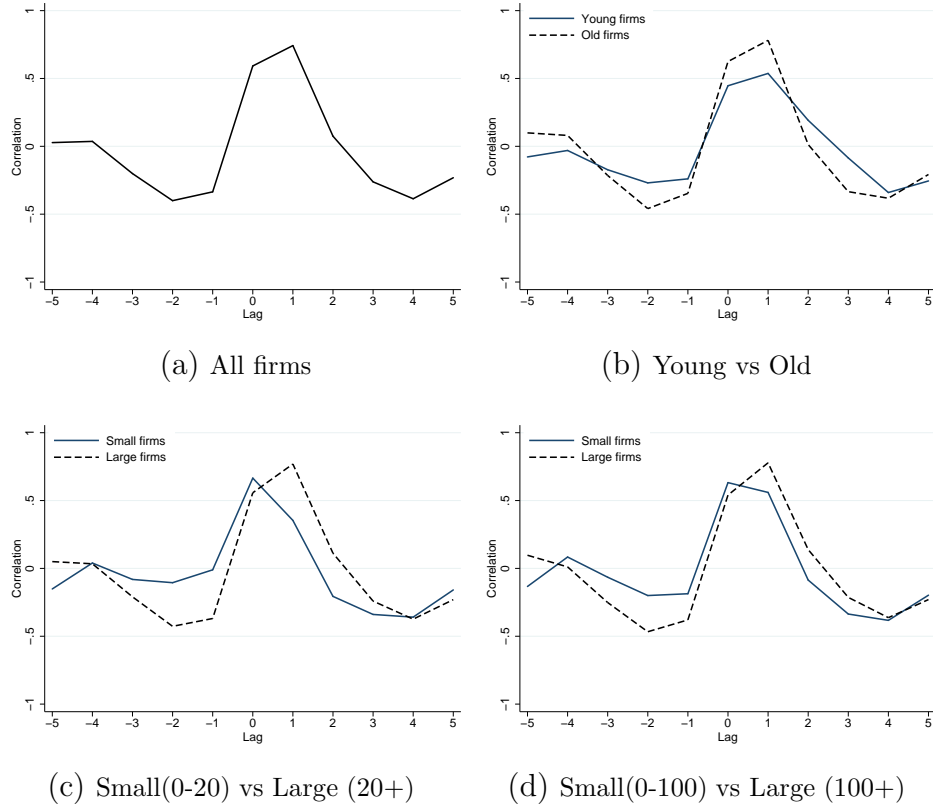 1
.5
0
-.5
-1
Correlation
-5 -4 -3 -2 -1 0 1 2 3 4 5
Lag
(a) All firms
Young firms
Old firms
1
.5
0
-.5
-1
Correlation
-5 -4 -3 -2 -1 0 1 2 3 4 5
Lag
(b) Young vs Old
Small firms
Large firms
1
.5
0
-.5
-1
Correlation
-5 -4 -3 -2 -1 0 1 2 3 4 5
Lag
(c) Small(0-20) vs Large (20+)
Small firms
Large firms
1
.5
0
-.5
-1
Correlation
-5 -4 -3 -2 -1 0 1 2 3 4 5
Lag
(d) Small(0-100) vs Large (100+)